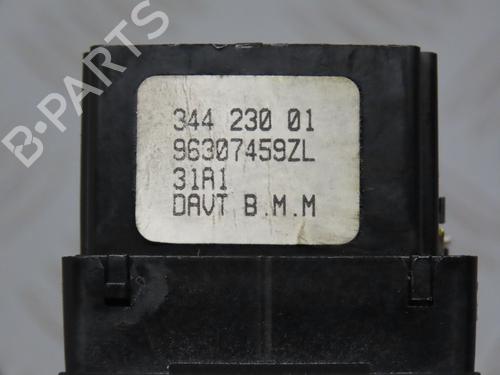 344 230 01
96307459ZL
31A1
DAVT B.M.M
B-PARTS